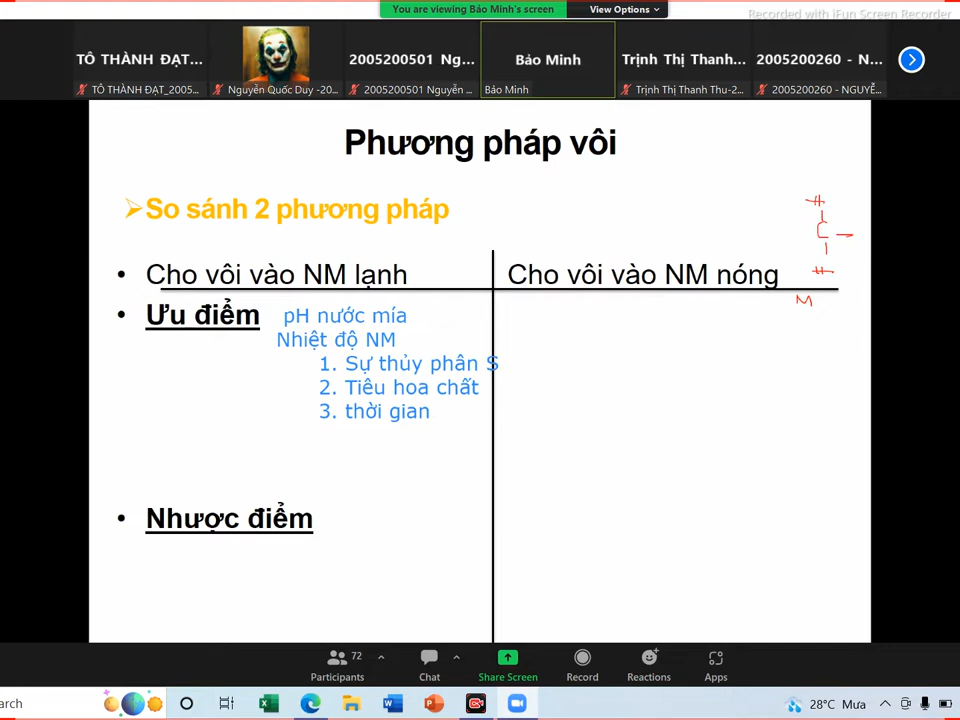 You are viewing Bảo Minh's screen
View Options
Recorded with iFun Screen Recorder
TÔ THÀNH ĐẠT...
2005200501 Ng...
Bảo Minh
Trịnh Thị Thanh...
2005200260 - N...
TÔ THÀNH ĐẠT_2005...
Nguyễn Quốc Duy -20...
2005200501 Nguyễn ...
Bảo Minh
Trịnh Thị Thanh Thu-2...
2005200260 - NGUYỄ...
Phương pháp vôi
So sánh 2 phương pháp
• Cho vôi vào NM lạnh
Cho vôi vào NM nóng
• Ưu điểm
pH nước mía
Nhiệt độ NM
1. Sự thủy phân S
2. Tiêu hoa chất
3. thời gian
• Nhược điểm
72
Participants
Chat
Share Screen
Record
Reactions
Apps
arch
28°C Mưa